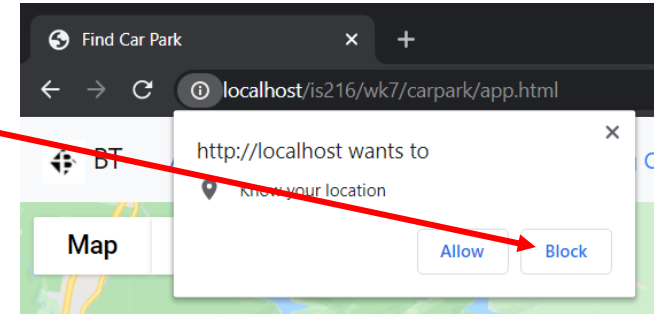 Find Car Park
localhost/is216/wk7/carpark/app.html
BT
http://localhost wants to
Know your location
Map
Allow
Block